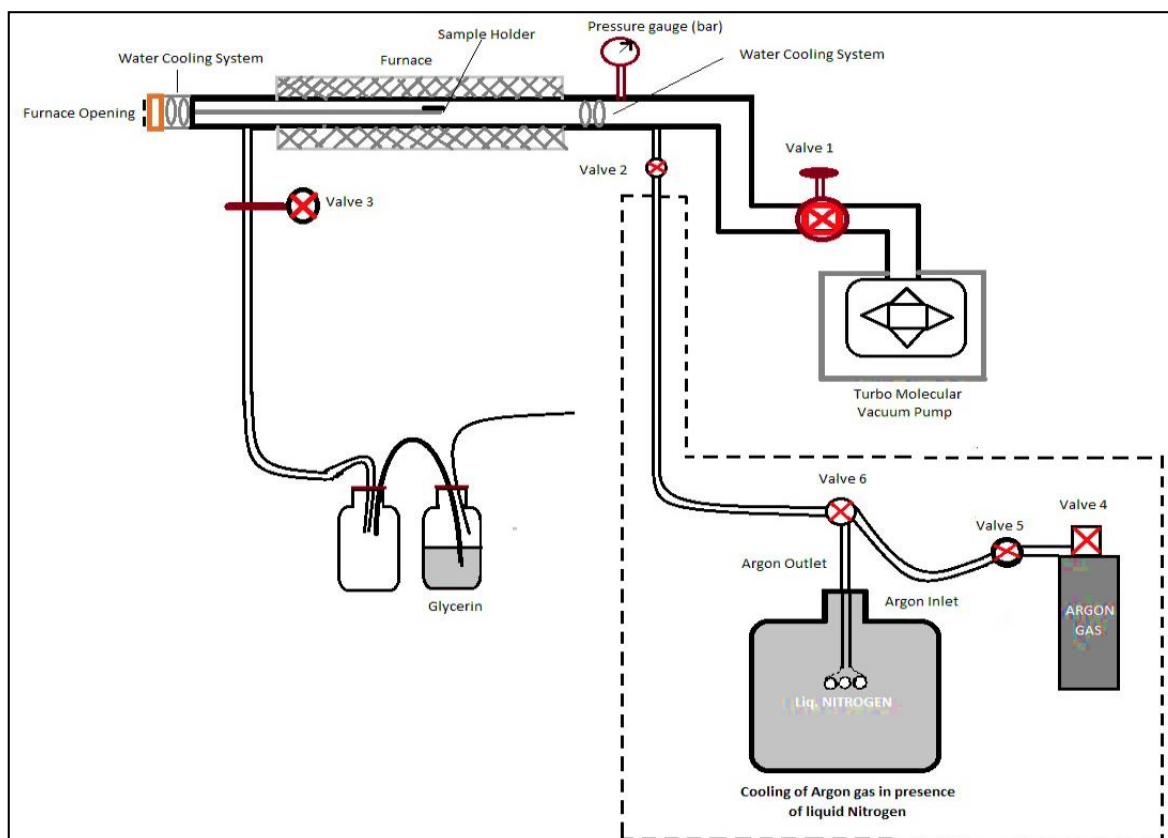 Pressure gauge (bar)
Sample Holder
Water Cooling System
Furnace
Water Cooling System
Furnace Opening
Valve 1
Valve 2
Valve 3
Turbo Molecular
Vacuum Pump
Valve 6
Valve 4
Valve 5
Argon Outlet
Argon Inlet
Glycerin
ARGON
GAS
Liq. NITROGEN
Cooling of Argon gas in presence
of liquid Nitrogen